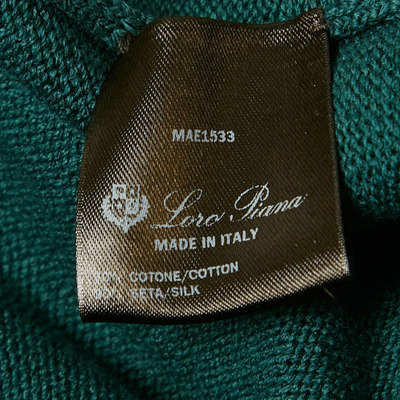 MAE1533
Loro Piana
MADE IN ITALY
COTONE/COTTON
SETA/SILK